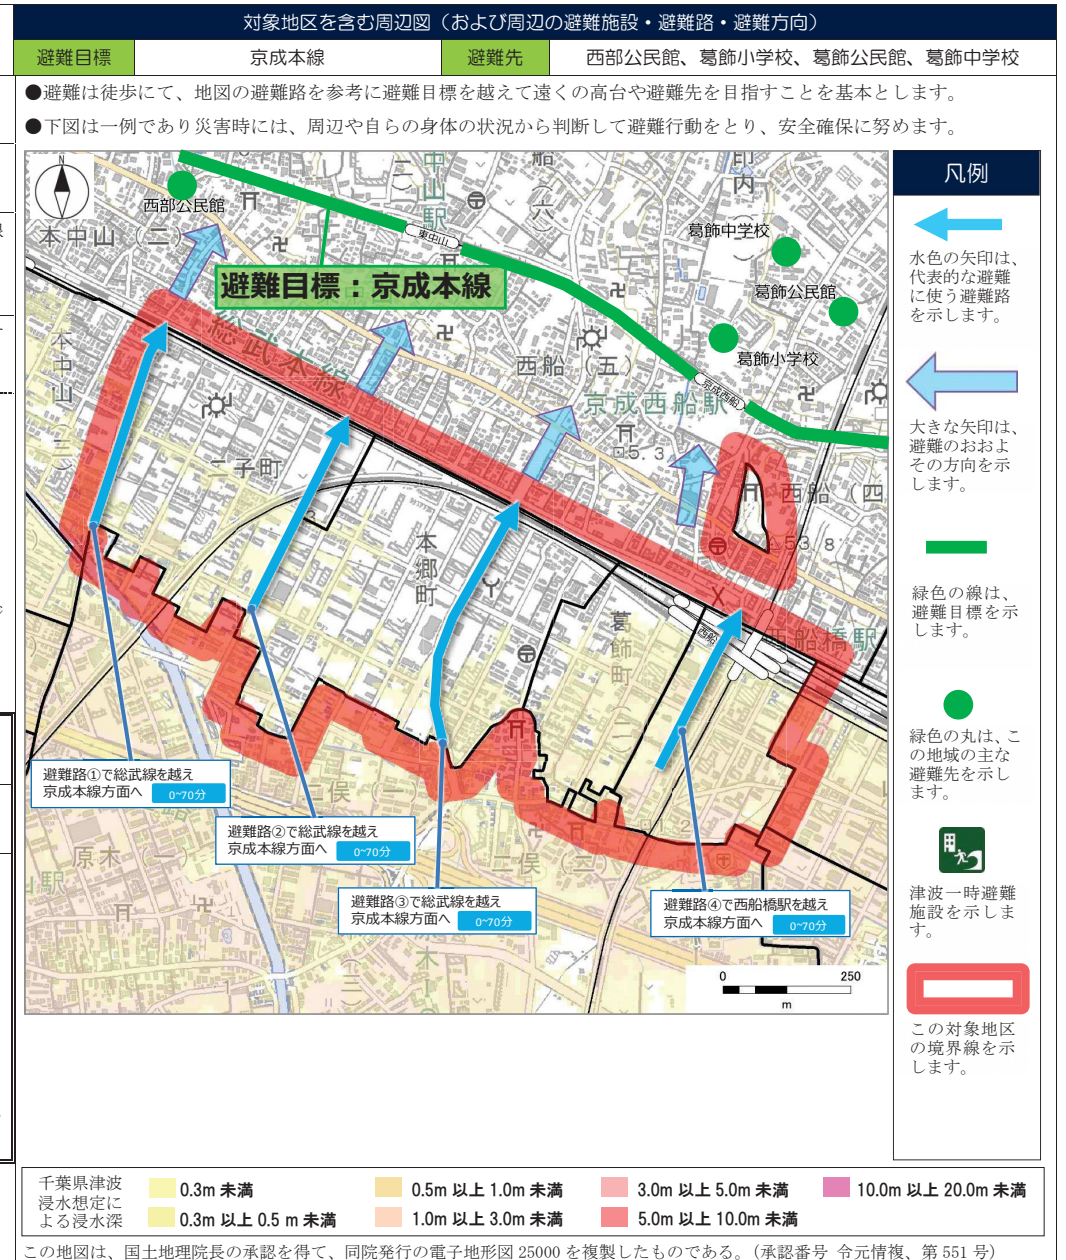 対象地区を含む周辺図（および周辺の避難施設・避難路・避難方向）
避難目標 京成本線 避難先 西部公民館、葛飾小学校、葛飾公民館、葛飾中学校
●避難は徒歩にて、地図の避難路を参考に避難目標を越えて遠くの高台や避難先を目指すことを基本とします。
●下図は一例であり災害時には、周辺や自らの身体の状況から判断して避難行動をとり、安全確保に努めます。
N
西部公民館
本中山（二）
中山駅
船（六）
印内
東中山
葛飾中学校
葛飾公民館
葛飾小学校
避難目標：京成本線
総武本線
本中山（三）
西船（五）
京成西船
京成西船駅
5.3
西船（四
53.8
二子町
本郷町
葛飾町（二）
西船
西船橋駅
二俣（一）
二俣（二）
原木（一）
避難路①で総武線を越え
京成本線方面へ 0~70分
避難路②で総武線を越え
京成本線方面へ 0~70分
避難路③で総武線を越え
京成本線方面へ 0~70分
避難路④で西船橋駅を越え
京成本線方面へ 0~70分
0 250
m
凡例
水色の矢印は、
代表的な避難
に使う避難路
を示します。
大きな矢印は、
避難のおおよ
その方向を示
します。
緑色の線は、
避難目標を示
します。
緑色の丸は、こ
の地域の主な
避難先を示し
ます。
津波一時避難
施設を示しま
す。
この対象地区
の境界線を示
します。
千葉県津波
浸水想定に
よる浸水深
0.3m 未満 0.5m 以上 1.0m 未満 3.0m 以上 5.0m 未満 10.0m 以上 20.0m 未満
0.3m 以上 0.5 m 未満 1.0m 以上 3.0m 未満 5.0m 以上 10.0m 未満
この地図は、国土地理院長の承認を得て、同院発行の電子地形図 25000 を複製したものである。（承認番号 令元情複、第 551 号）